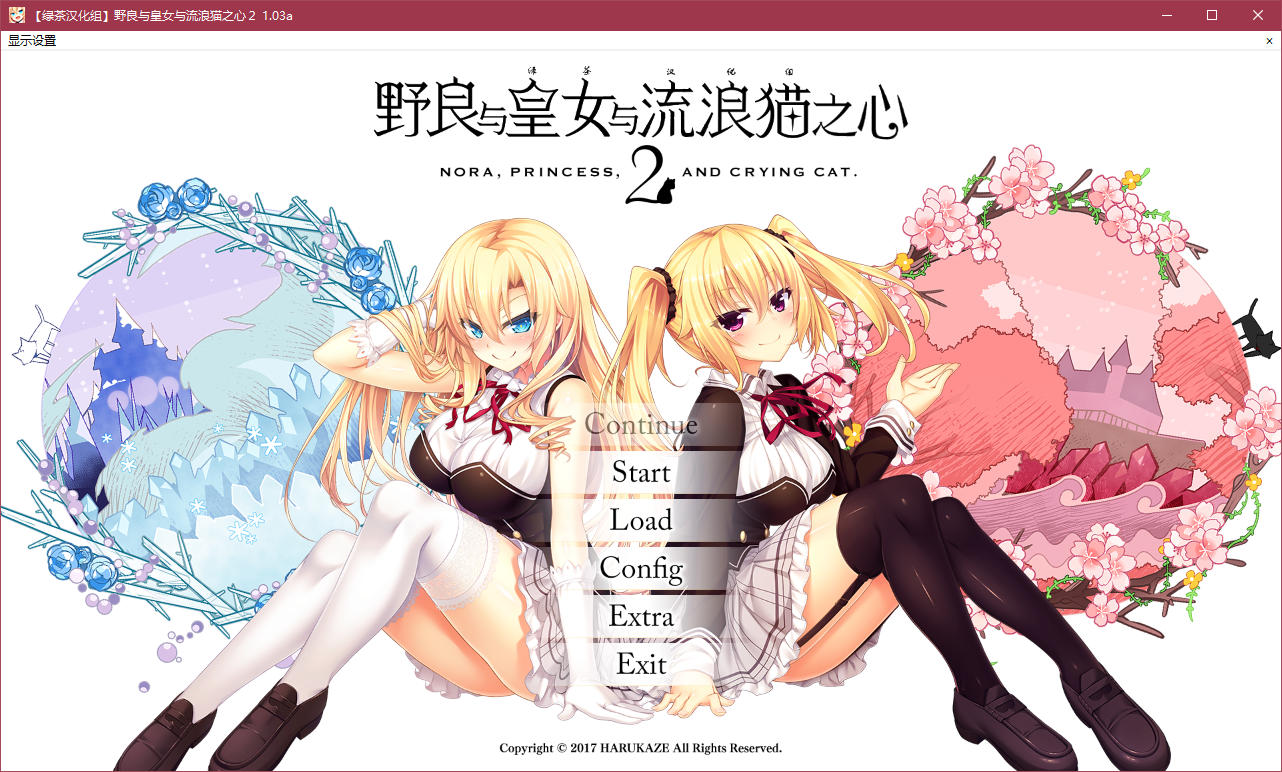 【绿茶汉化组】野良与皇女与流浪猫之心 2 1.03a
显示设置
绿茶汉化组
野良与皇女与流浪猫之心
2
NORA, PRINCESS, AND CRYING CAT.
Continue
Start
Load
Config
Extra
Exit
Copyright © 2017 HARUKAZE All Rights Reserved.